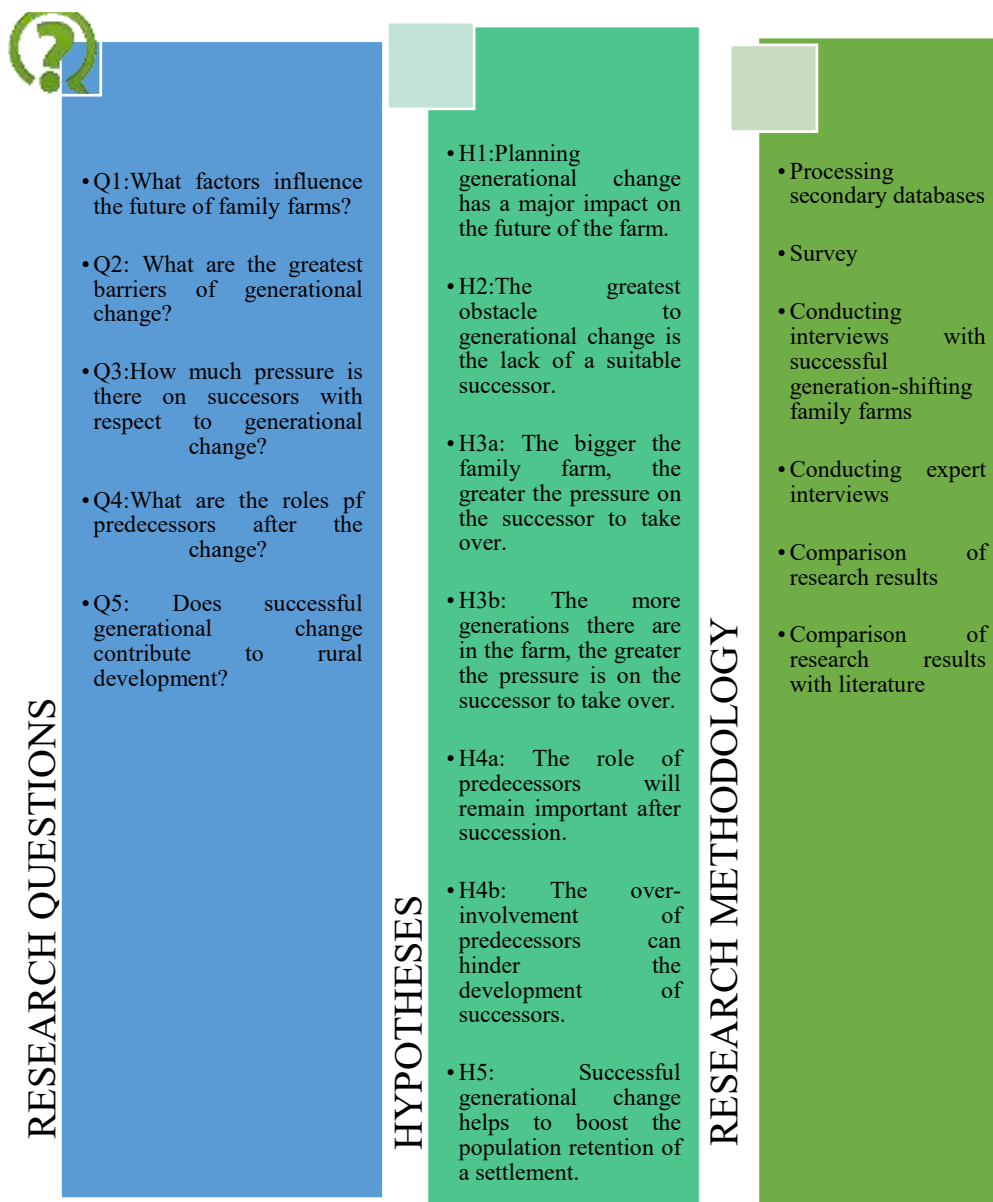 RESEARCH QUESTIONS
• Q1:What factors influence
the future of family farms?
• Q2: What are the greatest
barriers of generational
change?
• Q3:How much pressure is
there on succesors with
respect to generational
change?
• Q4:What are the roles pf
predecessors after the
change?
• Q5: Does successful
generational change
contribute to rural
development?
HYPOTHESES
• H1:Planning
generational change
has a major impact on
the future of the farm.
• H2:The greatest
obstacle to
generational change is
the lack of a suitable
successor.
• H3a: The bigger the
family farm, the
greater the pressure on
the successor to take
over.
• H3b: The more
generations there are
in the farm, the greater
the pressure is on the
successor to take over.
• H4a: The role of
predecessors will
remain important after
succession.
• H4b: The over-
involvement of
predecessors can
hinder the
development of
successors.
• H5: Successful
generational change
helps to boost the
population retention of
a settlement.
RESEARCH METHODOLOGY
• Processing
secondary databases
• Survey
• Conducting
interviews with
successful
generation-shifting
family farms
• Conducting expert
interviews
• Comparison of
research results
• Comparison of
research results
with literature